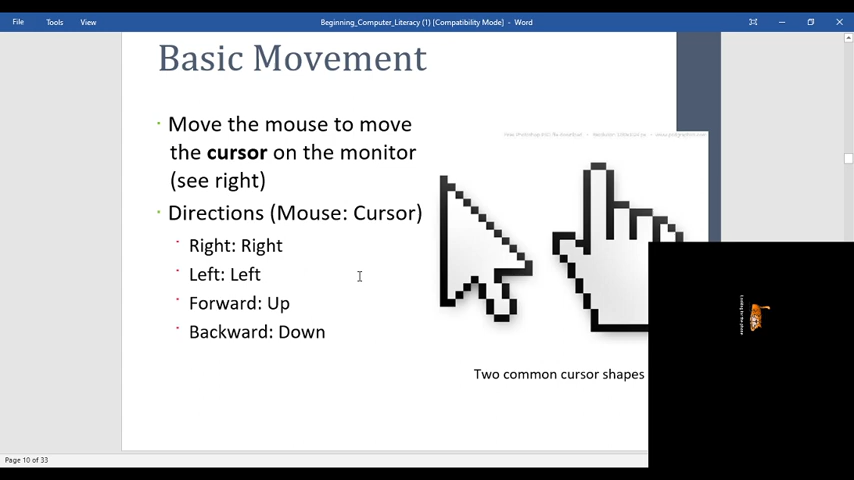 File Tools View Beginning_Computer_Literacy (1) [Compatibility Mode] - Word
Basic Movement
Move the mouse to move
the cursor on the monitor
(see right)
Directions (Mouse: Cursor)
Right: Right
Left: Left
Forward: Up
Backward: Down
Two common cursor shapes
Page 10 of 33